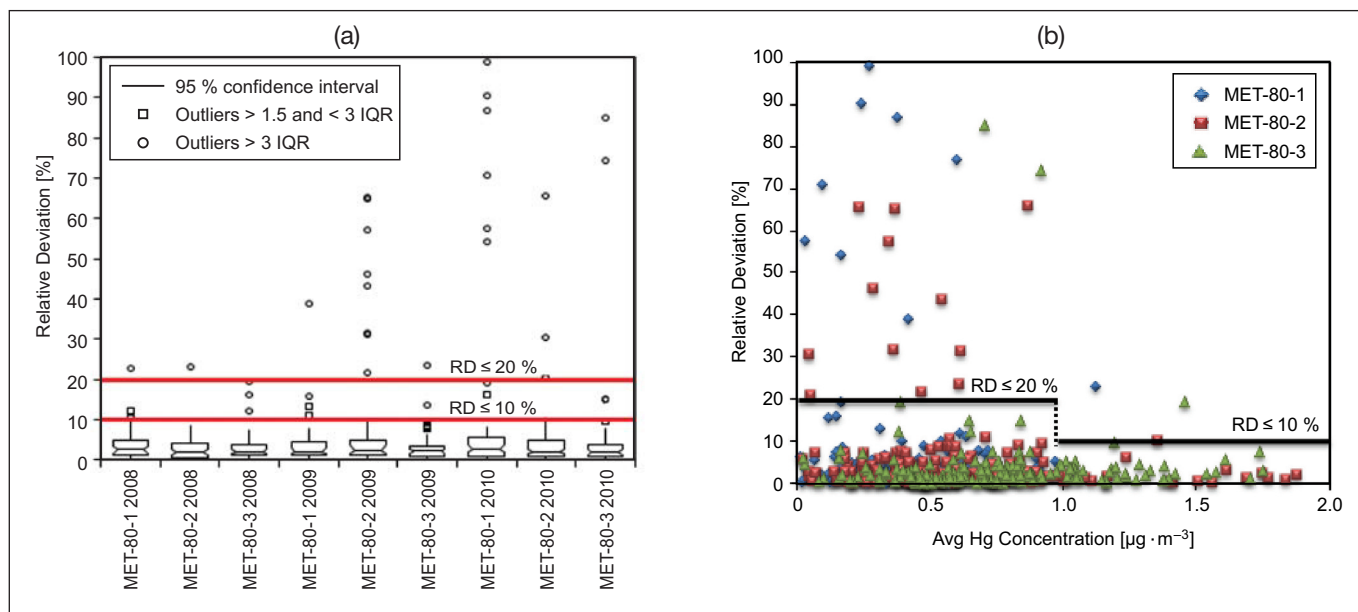 (a)
Relative Deviation [%]
100
90
80
70
60
50
40
30
20
10
0
95 % confidence interval
Outliers > 1.5 and < 3 IQR
Outliers > 3 IQR
RD ≤ 20 %
RD ≤ 10 %
MET-80-1 2008
MET-80-2 2008
MET-80-3 2008
MET-80-1 2009
MET-80-2 2009
MET-80-3 2009
MET-80-1 2010
MET-80-2 2010
MET-80-3 2010
(b)
Relative Deviation [%]
100
90
80
70
60
50
40
30
20
10
0
MET-80-1
MET-80-2
MET-80-3
RD ≤ 20 %
RD ≤ 10 %
0
0.5
1.0
1.5
2.0
Avg Hg Concentration [µg · m⁻³]